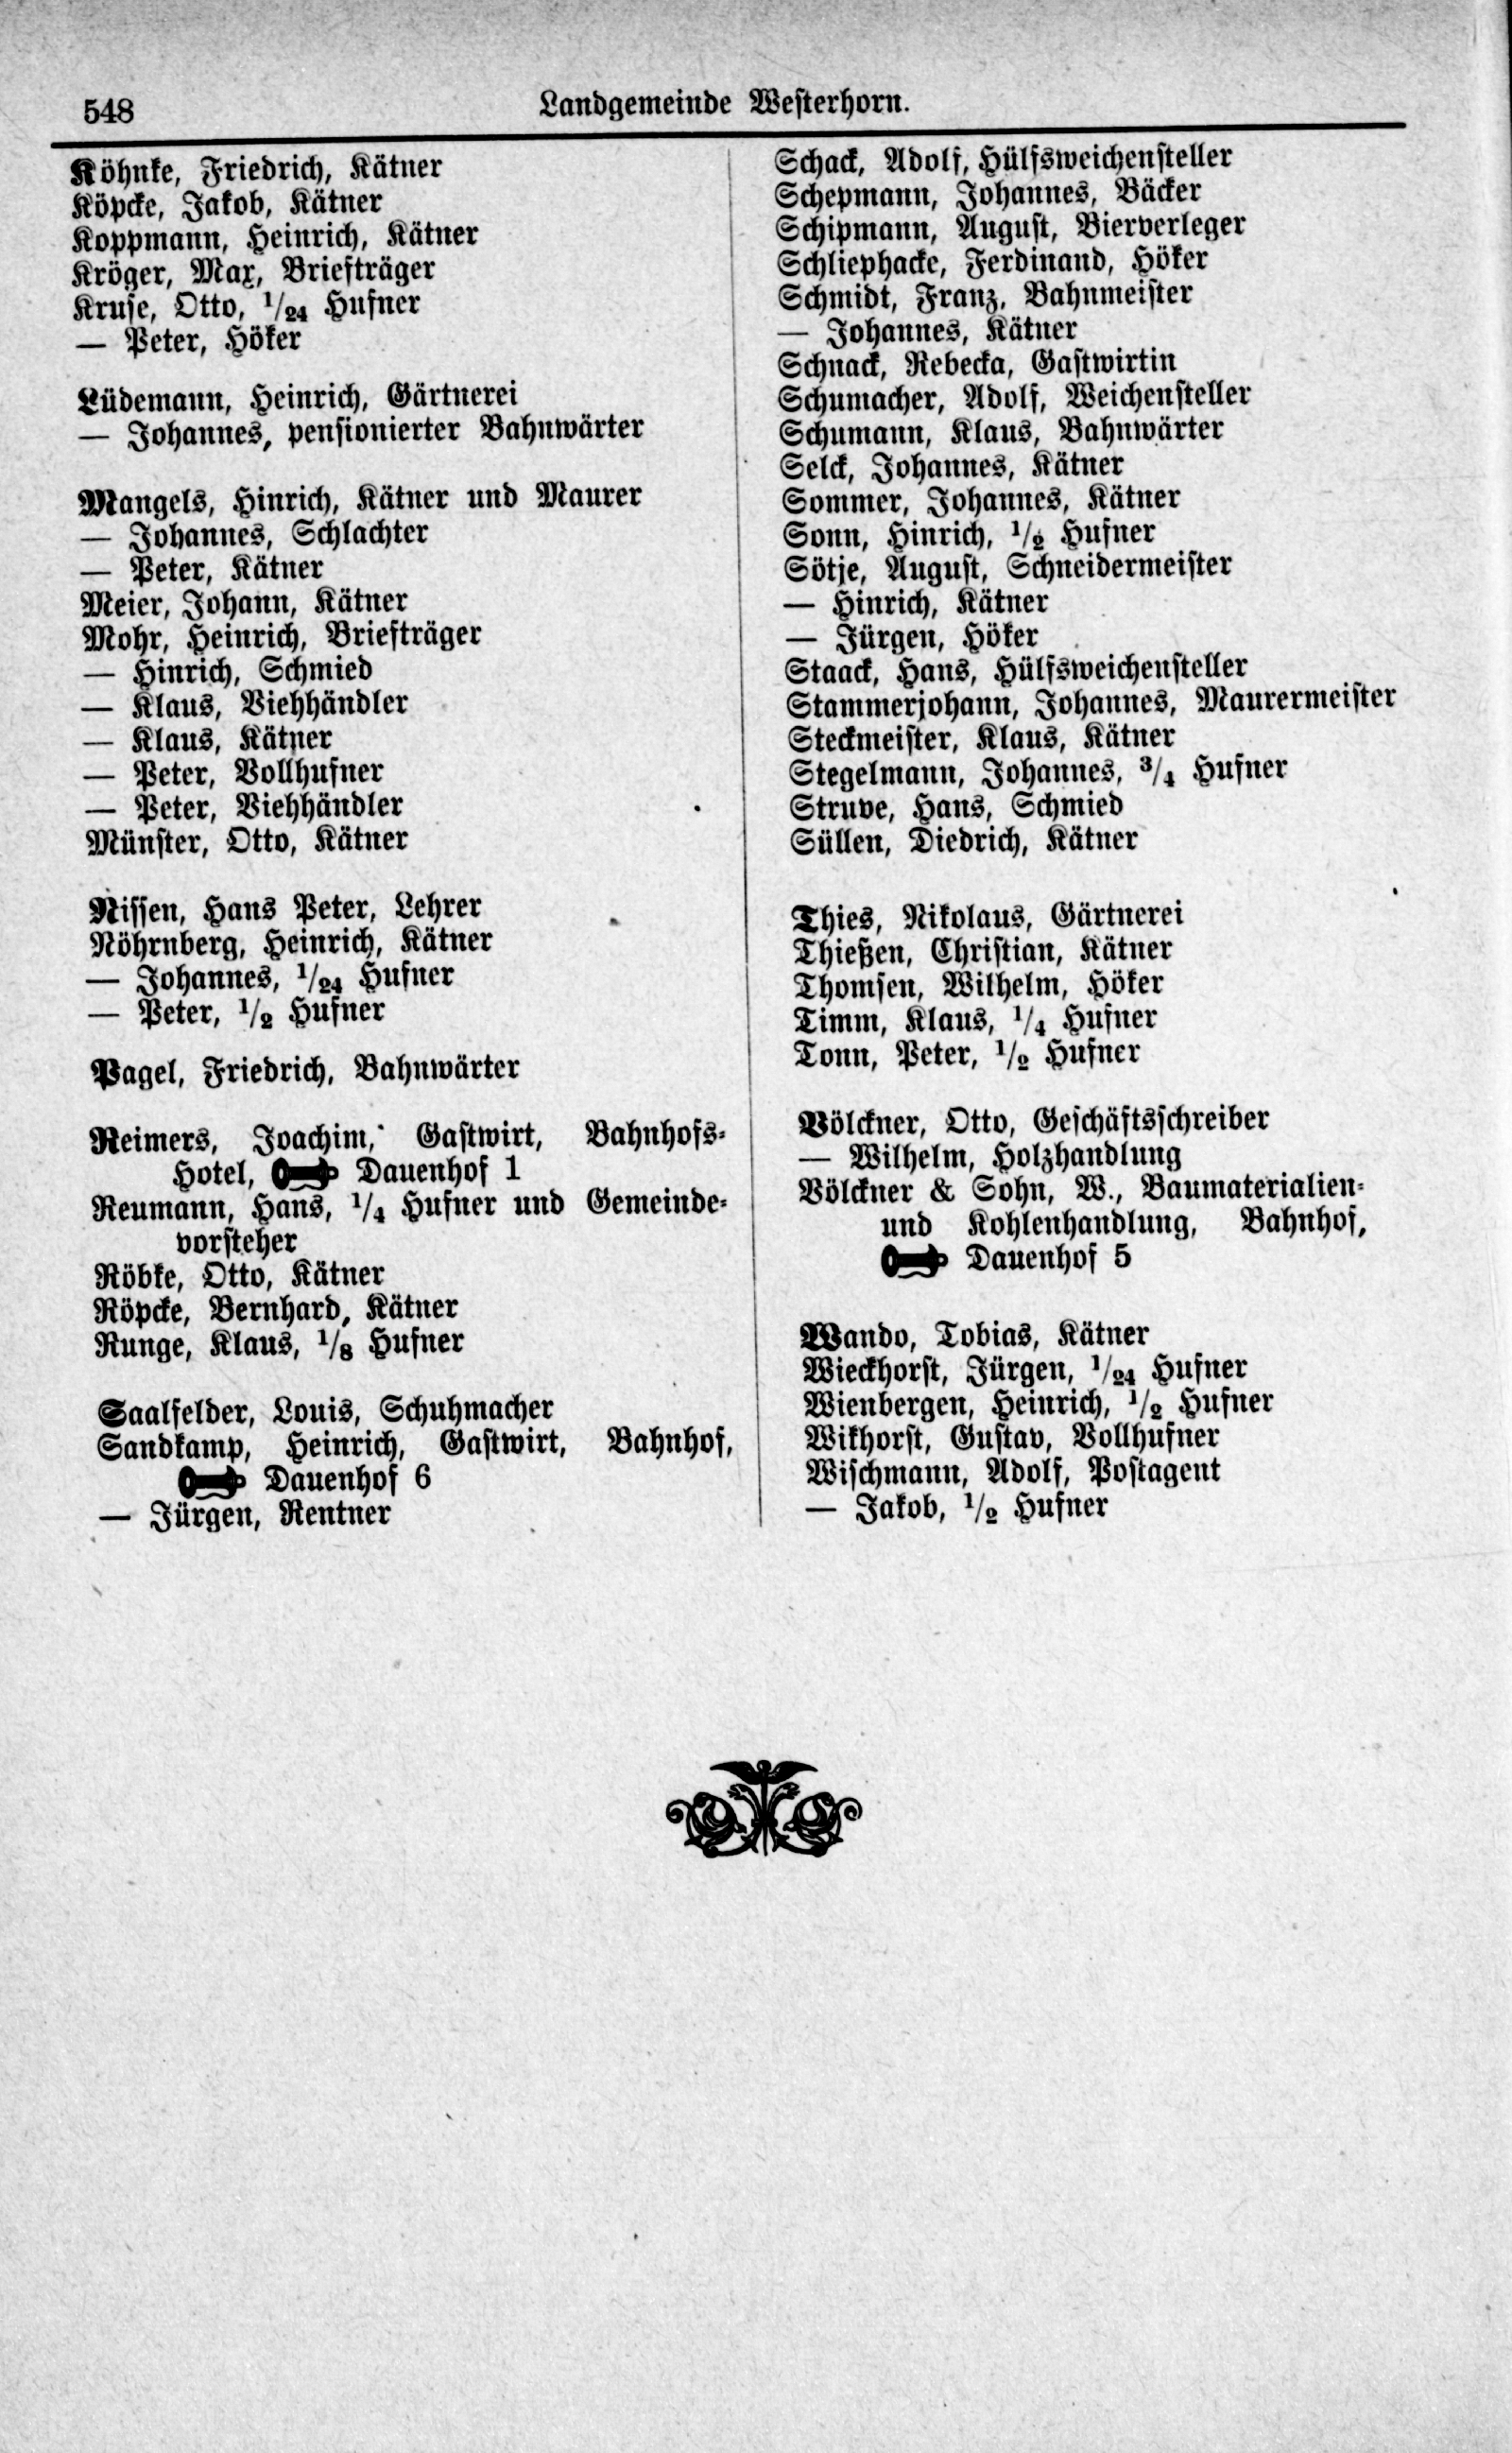 548
Landgemeinde Westerhorn.
Köhnke, Friedrich, Kätner
Köpcke, Jakob, Kätner
Koppmann, Heinrich, Kätner
Kröger, Max, Briefträger
Kruse, Otto, 1/24 Hufner
— Peter, Höker
Lüdemann, Heinrich, Gärtnerei
— Johannes, pensionierter Bahnwärter
Mangels, Hinrich, Kätner und Maurer
— Johannes, Schlachter
— Peter, Kätner
Meier, Johann, Kätner
Mohr, Heinrich, Briefträger
— Hinrich, Schmied
— Klaus, Viehhändler
— Klaus, Kätner
— Peter, Vollhufner
— Peter, Viehhändler
Münster, Otto, Kätner
Nissen, Hans Peter, Lehrer
Nöhrnberg, Heinrich, Kätner
— Johannes, 1/24 Hufner
— Peter, 1/2 Hufner
Pagel, Friedrich, Bahnwärter
Reimers, Joachim, Gastwirt, Bahnhofs-
Hotel, Dauenhof 1
Reumann, Hans, 1/4 Hufner und Gemeinde-
vorsteher
Röbke, Otto, Kätner
Röpcke, Bernhard, Kätner
Runge, Klaus, 1/8 Hufner
Saalfelder, Louis, Schuhmacher
Sandkamp, Heinrich, Gastwirt, Bahnhof,
Dauenhof 6
— Jürgen, Rentner
Schack, Adolf, Hülfsweichensteller
Schepmann, Johannes, Bäcker
Schipmann, August, Bierverleger
Schliephacke, Ferdinand, Höker
Schmidt, Franz, Bahnmeister
— Johannes, Kätner
Schnack, Rebecka, Gastwirtin
Schumacher, Adolf, Weichensteller
Schumann, Klaus, Bahnwärter
Selck, Johannes, Kätner
Sommer, Johannes, Kätner
Sonn, Hinrich, 1/2 Hufner
Sötje, August, Schneidermeister
— Hinrich, Kätner
— Jürgen, Höker
Staack, Hans, Hülfsweichensteller
Stammerjohann, Johannes, Maurermeister
Steckmeister, Klaus, Kätner
Stegelmann, Johannes, 3/4 Hufner
Struve, Hans, Schmied
Süllen, Diedrich, Kätner
Thies, Nikolaus, Gärtnerei
Thießen, Christian, Kätner
Thomsen, Wilhelm, Höker
Timm, Klaus, 1/4 Hufner
Tonn, Peter, 1/2 Hufner
Völckner, Otto, Geschäftsschreiber
— Wilhelm, Holzhandlung
Völckner & Sohn, W., Baumaterialien-
und Kohlenhandlung, Bahnhof,
Dauenhof 5
Wando, Tobias, Kätner
Wieckhorst, Jürgen, 1/24 Hufner
Wienbergen, Heinrich, 1/2 Hufner
Wikhorst, Gustav, Vollhufner
Wischmann, Adolf, Postagent
— Jakob, 1/2 Hufner